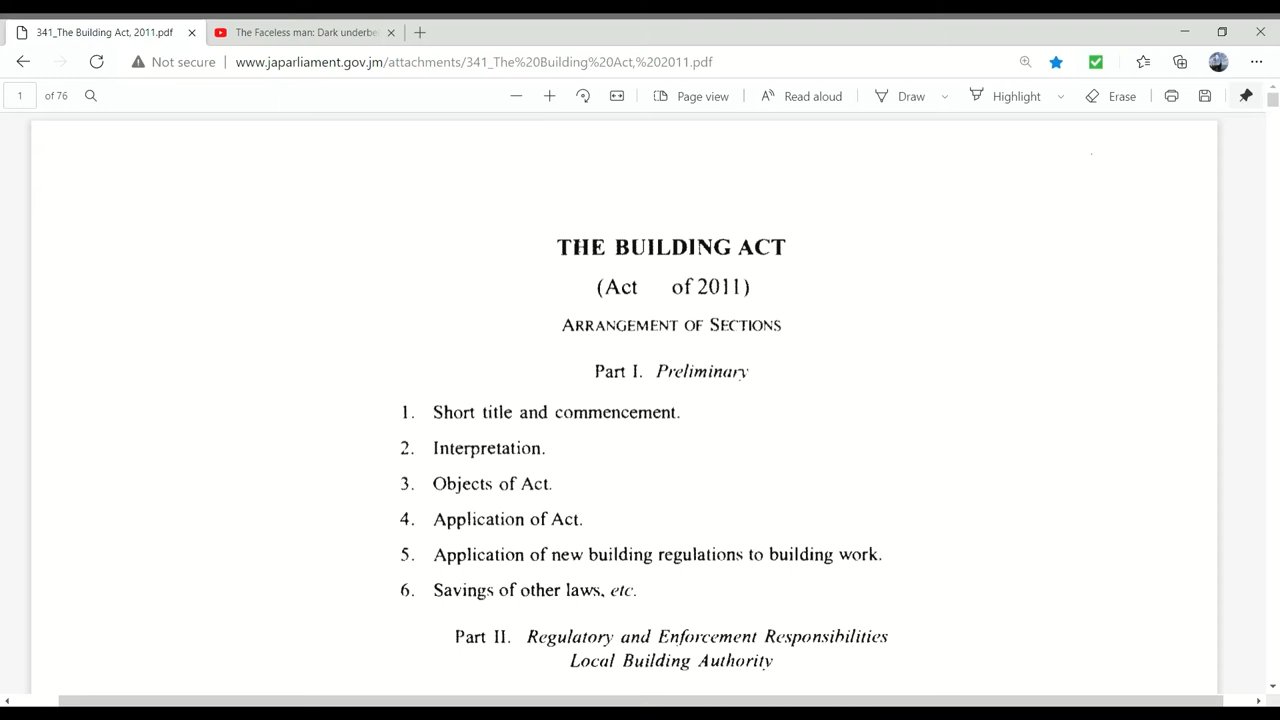 341_The Building Act, 2011.pdf
The Faceless man: Dark underbe
Not secure
www.japarliament.gov.jm/attachments/341_The%20Building%20Act,%202011.pdf
1 of 76
Page view
Read aloud
Draw
Highlight
Erase
THE BUILDING ACT
(Act of 2011)
ARRANGEMENT OF SECTIONS
Part I. Preliminary
1. Short title and commencement.
2. Interpretation.
3. Objects of Act.
4. Application of Act.
5. Application of new building regulations to building work.
6. Savings of other laws, etc.
Part II. Regulatory and Enforcement Responsibilities
Local Building Authority